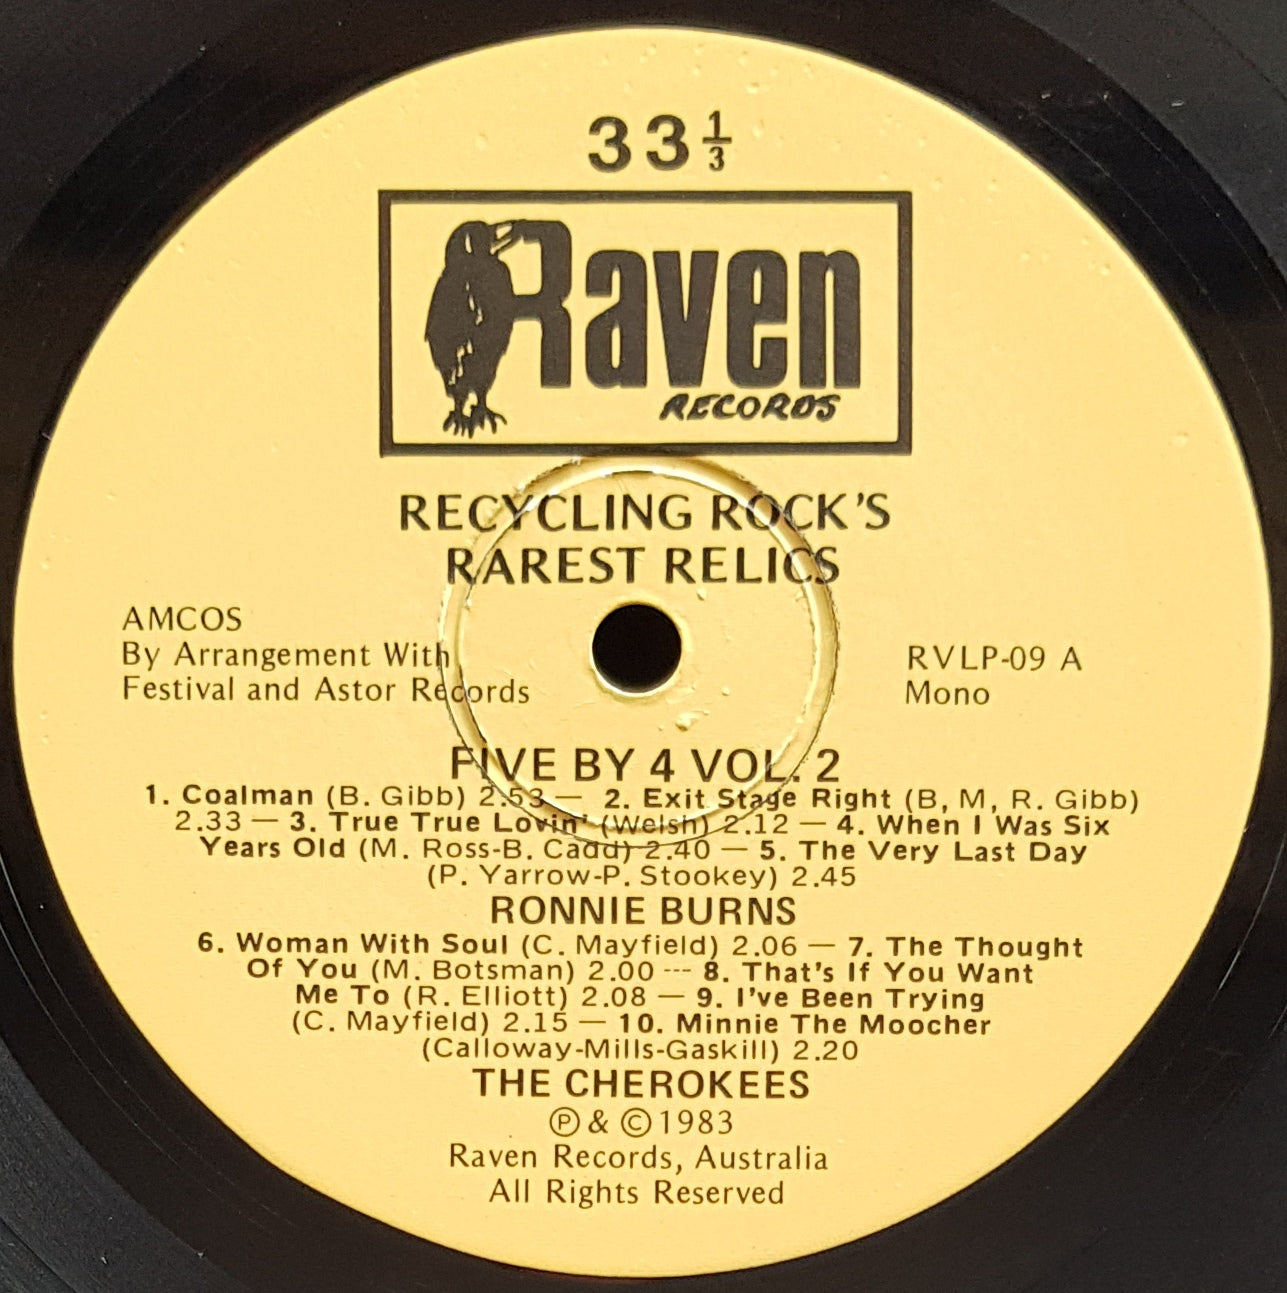 33⅓
Raven
RECORDS
RECYCLING ROCK'S
RAREST RELICS
AMCOS
By Arrangement With
Festival and Astor Records
RVLP-09 A
Mono
FIVE BY 4 VOL. 2
1. Coalman (B. Gibb) 2.53 — 2. Exit Stage Right (B, M, R. Gibb)
2.33 — 3. True True Lovin' (Welsh) 2.12 — 4. When I Was Six
Years Old (M. Ross-B. Cadd) 2.40 — 5. The Very Last Day
(P. Yarrow-P. Stookey) 2.45
RONNIE BURNS
6. Woman With Soul (C. Mayfield) 2.06 — 7. The Thought
Of You (M. Botsman) 2.00 --- 8. That's If You Want
Me To (R. Elliott) 2.08 — 9. I've Been Trying
(C. Mayfield) 2.15 — 10. Minnie The Moocher
(Calloway-Mills-Gaskill) 2.20
THE CHEROKEES
℗ & © 1983
Raven Records, Australia
All Rights Reserved